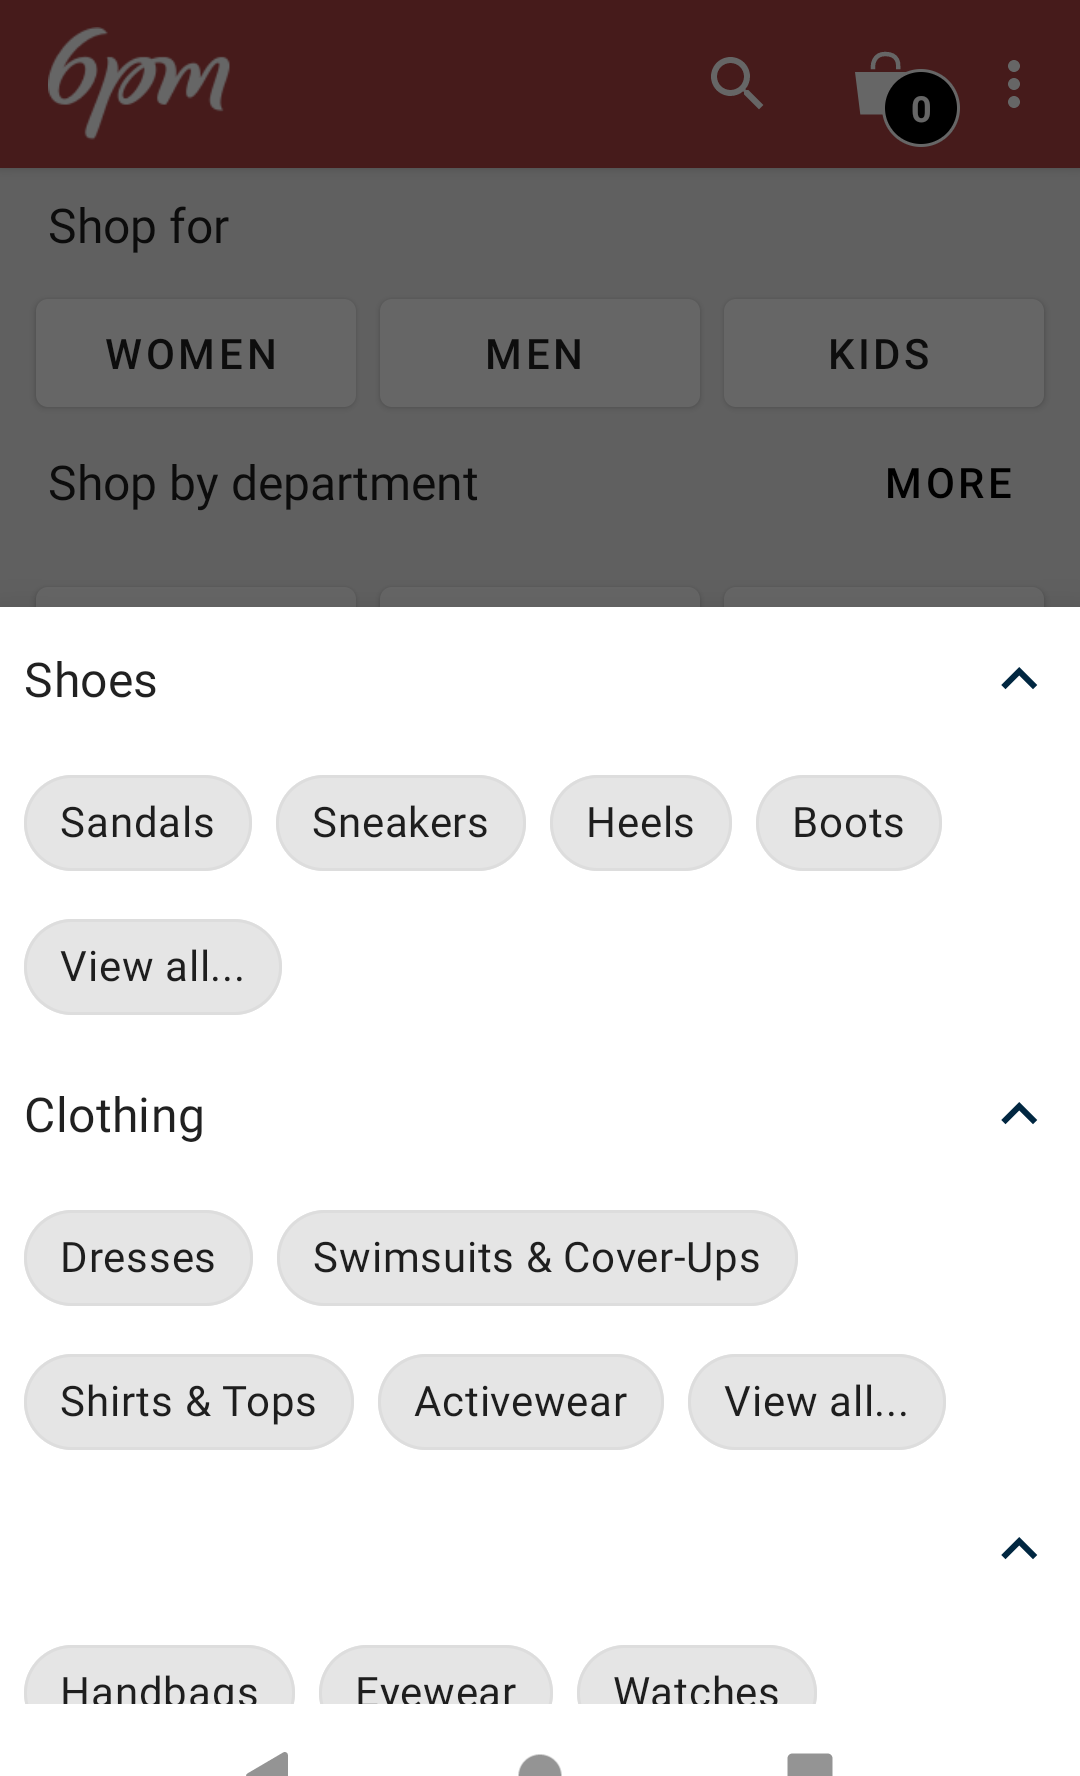 6pm
0
Shop for
WOMEN MEN KIDS
Shop by department MORE
Shoes
Sandals Sneakers Heels Boots
View all...
Clothing
Dresses Swimsuits & Cover-Ups
Shirts & Tops Activewear View all...
Handbags Eyewear Watches